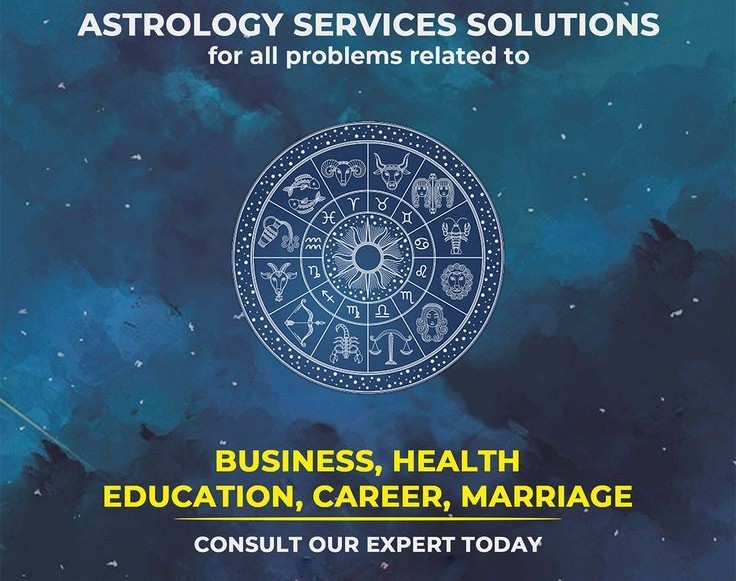 ASTROLOGY SERVICES SOLUTIONS
for all problems related to
BUSINESS, HEALTH
EDUCATION, CAREER, MARRIAGE
CONSULT OUR EXPERT TODAY